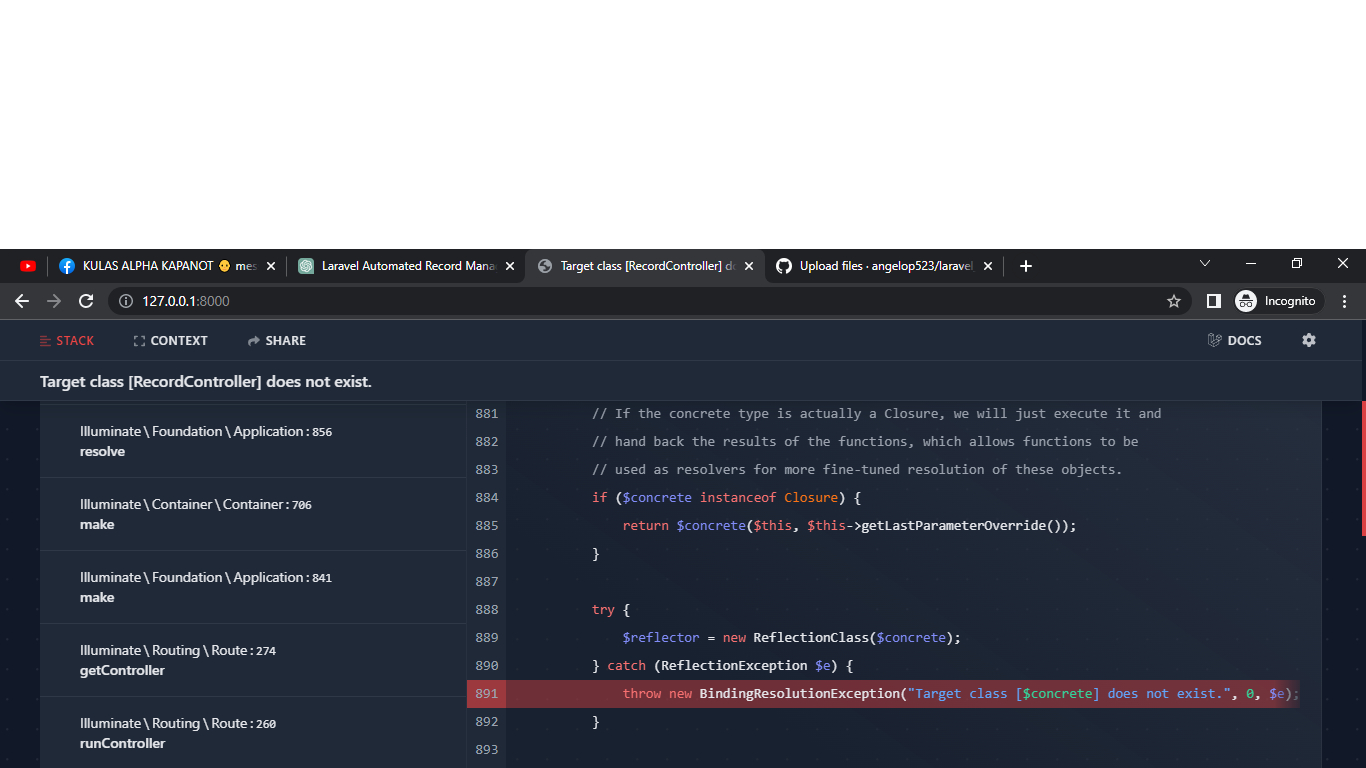 KULAS ALPHA KAPANOT 🐥 mes
Laravel Automated Record Mana
Target class [RecordController] do
Upload files · angelop523/laravel
127.0.0.1:8000
Incognito
STACK
CONTEXT
SHARE
DOCS
Target class [RecordController] does not exist.
Illuminate \ Foundation \ Application : 856
resolve
Illuminate \ Container \ Container : 706
make
Illuminate \ Foundation \ Application : 841
make
Illuminate \ Routing \ Route : 274
getController
Illuminate \ Routing \ Route : 260
runController
881 // If the concrete type is actually a Closure, we will just execute it and
882 // hand back the results of the functions, which allows functions to be
883 // used as resolvers for more fine-tuned resolution of these objects.
884 if ($concrete instanceof Closure) {
885 return $concrete($this, $this->getLastParameterOverride());
886 }
887
888 try {
889 $reflector = new ReflectionClass($concrete);
890 } catch (ReflectionException $e) {
891 throw new BindingResolutionException("Target class [$concrete] does not exist.", 0, $e);
892 }
893